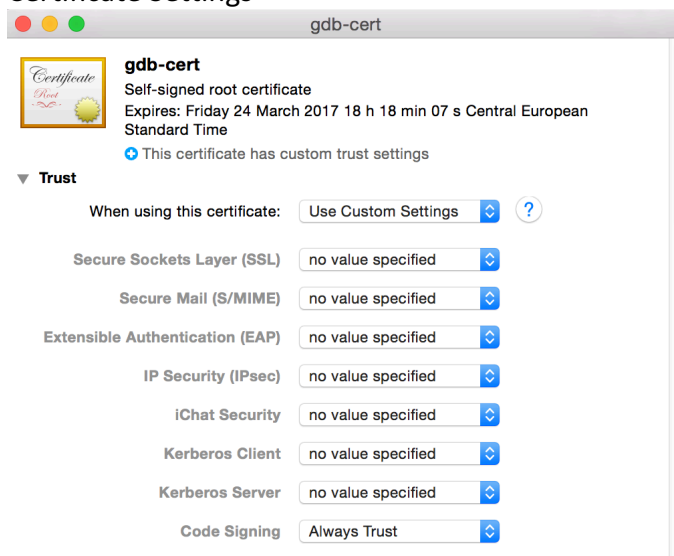 Certificate Settings
gdb-cert
Certificate
Root
gdb-cert
Self-signed root certificate
Expires: Friday 24 March 2017 18 h 18 min 07 s Central European
Standard Time
This certificate has custom trust settings
Trust
When using this certificate: Use Custom Settings ?
Secure Sockets Layer (SSL) no value specified
Secure Mail (S/MIME) no value specified
Extensible Authentication (EAP) no value specified
IP Security (IPsec) no value specified
iChat Security no value specified
Kerberos Client no value specified
Kerberos Server no value specified
Code Signing Always Trust